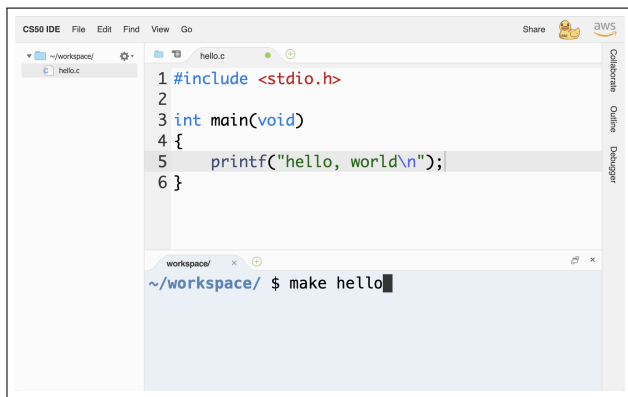 CS50 IDE File Edit Find View Go Share aws
~/workspace/
hello.c
hello.c
1 #include <stdio.h>
2
3 int main(void)
4 {
5     printf("hello, world\n");
6 }
Collaborate
Outline
Debugger
workspace/
~/workspace/ $ make hello